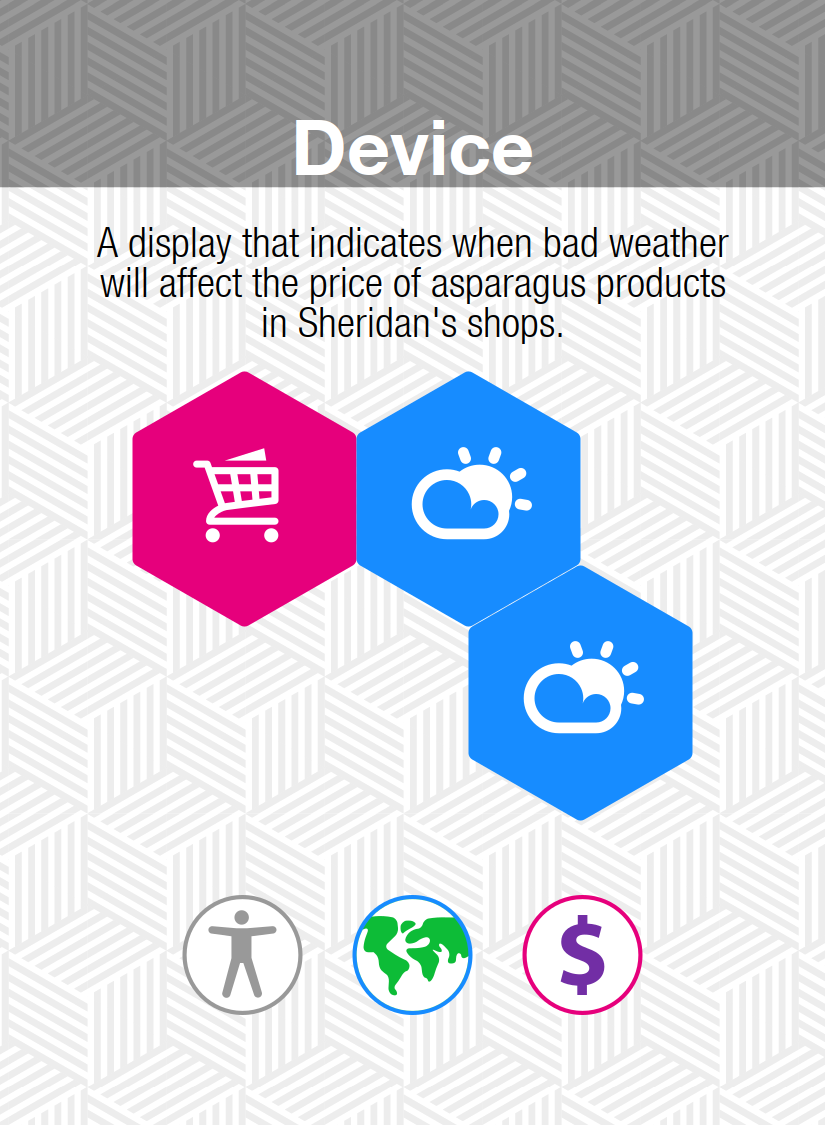 Device
A display that indicates when bad weather
will affect the price of asparagus products
in Sheridan's shops.
$